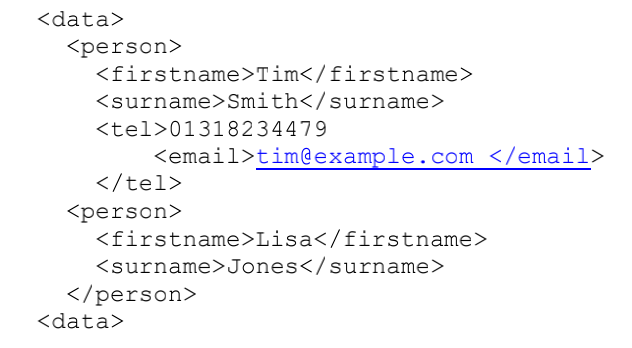 <data>
<person>
<firstname>Tim</firstname>
<surname>Smith</surname>
<tel>01318234479
<email>tim@example.com </email>
</tel>
<person>
<firstname>Lisa</firstname>
<surname>Jones</surname>
</person>
<data>